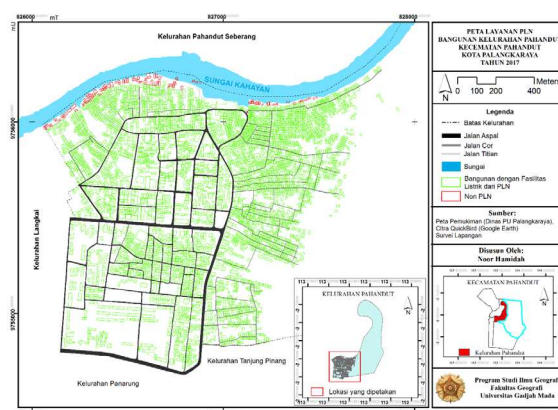 826000 mT
827000
828000
mU
9756000
9755000
Kelurahan Pahandut Seberang
SUNGAI KAHAYAN
Kelurahan Langkai
Kelurahan Panarung
Kelurahan Tanjung Pinang
KELURAHAN PAHANDUT
N
Lokasi yang dipetakan
PETA LAYANAN PLN
BANGUNAN KELURAHAN PAHANDUT
KECEMATAN PAHANDUT
KOTA PALANGKARAYA
TAHUN 2017
N
0 100 200 400
Meters
Legenda
Batas Kelurahan
Jalan Aspal
Jalan Cor
Jalan Titian
Sungai
Bangunan dengan Fasilitas
Listrik dari PLN
Non PLN
Sumber:
Peta Pemukiman (Dinas PU Palangkaraya),
Citra QuickBird (Google Earth)
Survei Lapangan
Disusun Oleh:
Noor Hamidah
KECAMATAN PAHANDUT
N
Kelurahan Pahandut
Program Studi Ilmu Geografi
Fakultas Geografi
Universitas Gadjah Mada